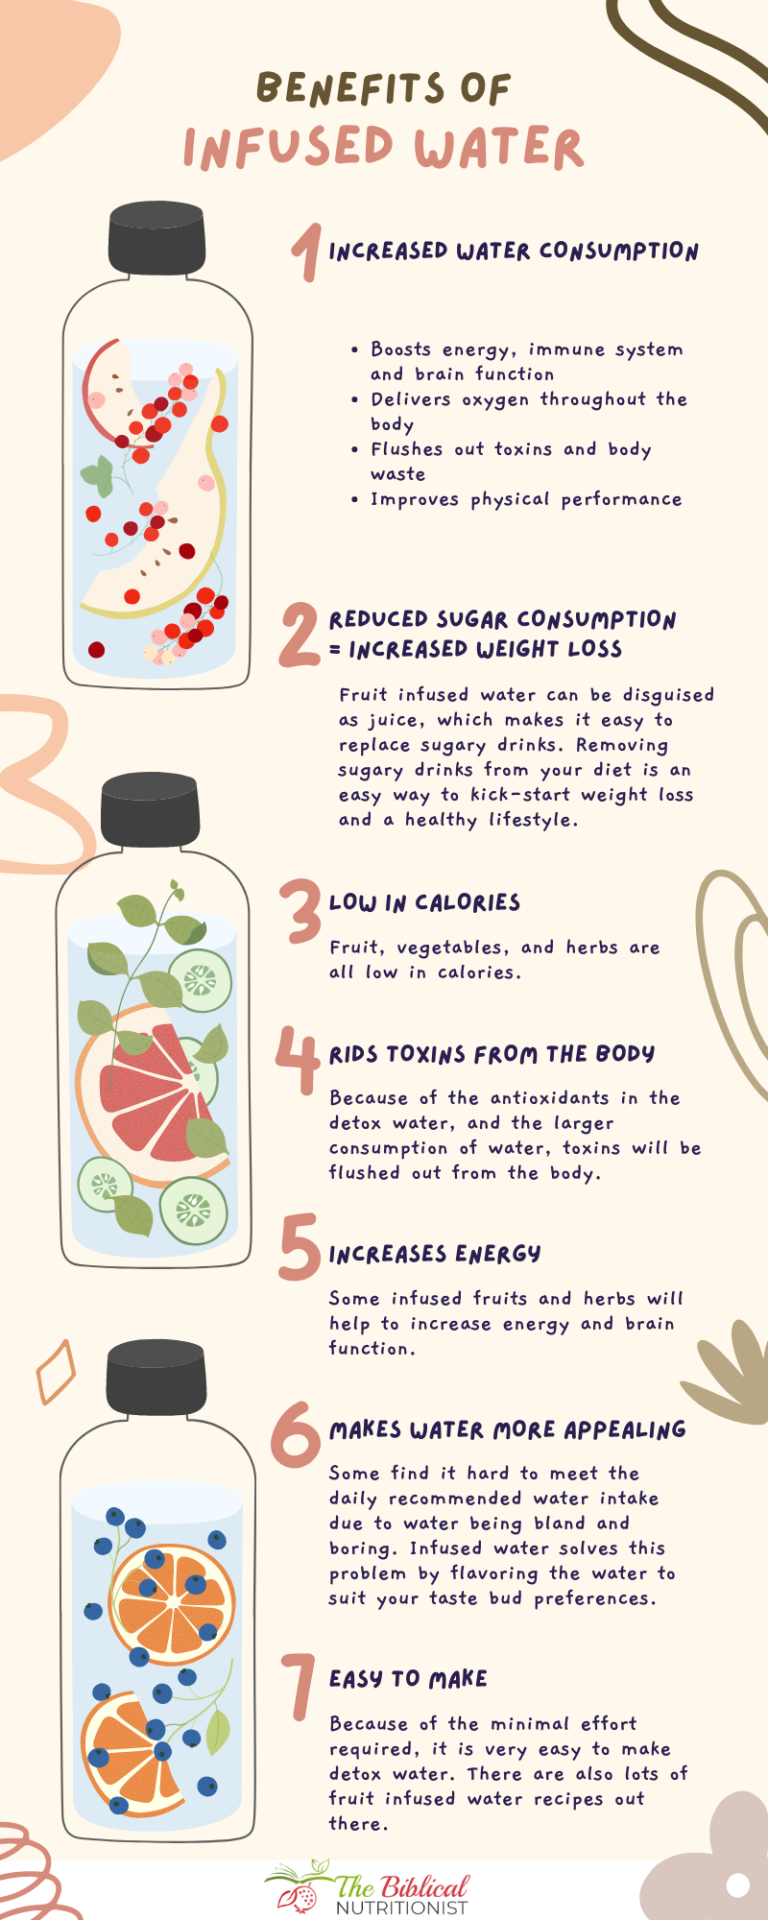 BENEFITS OF
INFUSED WATER
1 INCREASED WATER CONSUMPTION
• Boosts energy, immune system
and brain function
• Delivers oxygen throughout the
body
• Flushes out toxins and body
waste
• Improves physical performance
2 REDUCED SUGAR CONSUMPTION
= INCREASED WEIGHT LOSS
Fruit infused water can be disguised
as juice, which makes it easy to
replace sugary drinks. Removing
sugary drinks from your diet is an
easy way to kick-start weight loss
and a healthy lifestyle.
3 LOW IN CALORIES
Fruit, vegetables, and herbs are
all low in calories.
4 RIDS TOXINS FROM THE BODY
Because of the antioxidants in the
detox water, and the larger
consumption of water, toxins will be
flushed out from the body.
5 INCREASES ENERGY
Some infused fruits and herbs will
help to increase energy and brain
function.
6 MAKES WATER MORE APPEALING
Some find it hard to meet the
daily recommended water intake
due to water being bland and
boring. Infused water solves this
problem by flavoring the water to
suit your taste bud preferences.
7 EASY TO MAKE
Because of the minimal effort
required, it is very easy to make
detox water. There are also lots of
fruit infused water recipes out
there.
The Biblical
NUTRITIONIST